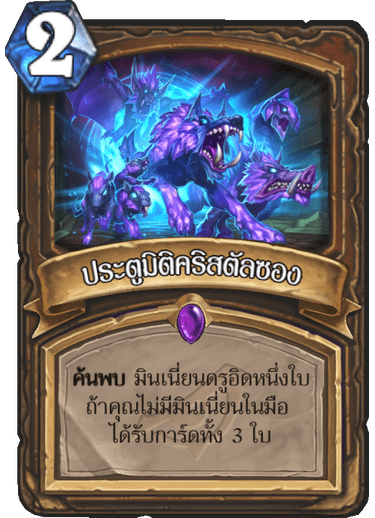 2
ประตูมิติคริสตัลซอง
ค้นพบ มินเนี่ยนดรูอิดหนึ่งใบ
ถ้าคุณไม่มีมินเนี่ยนในมือ
ได้รับการ์ดทั้ง 3 ใบ